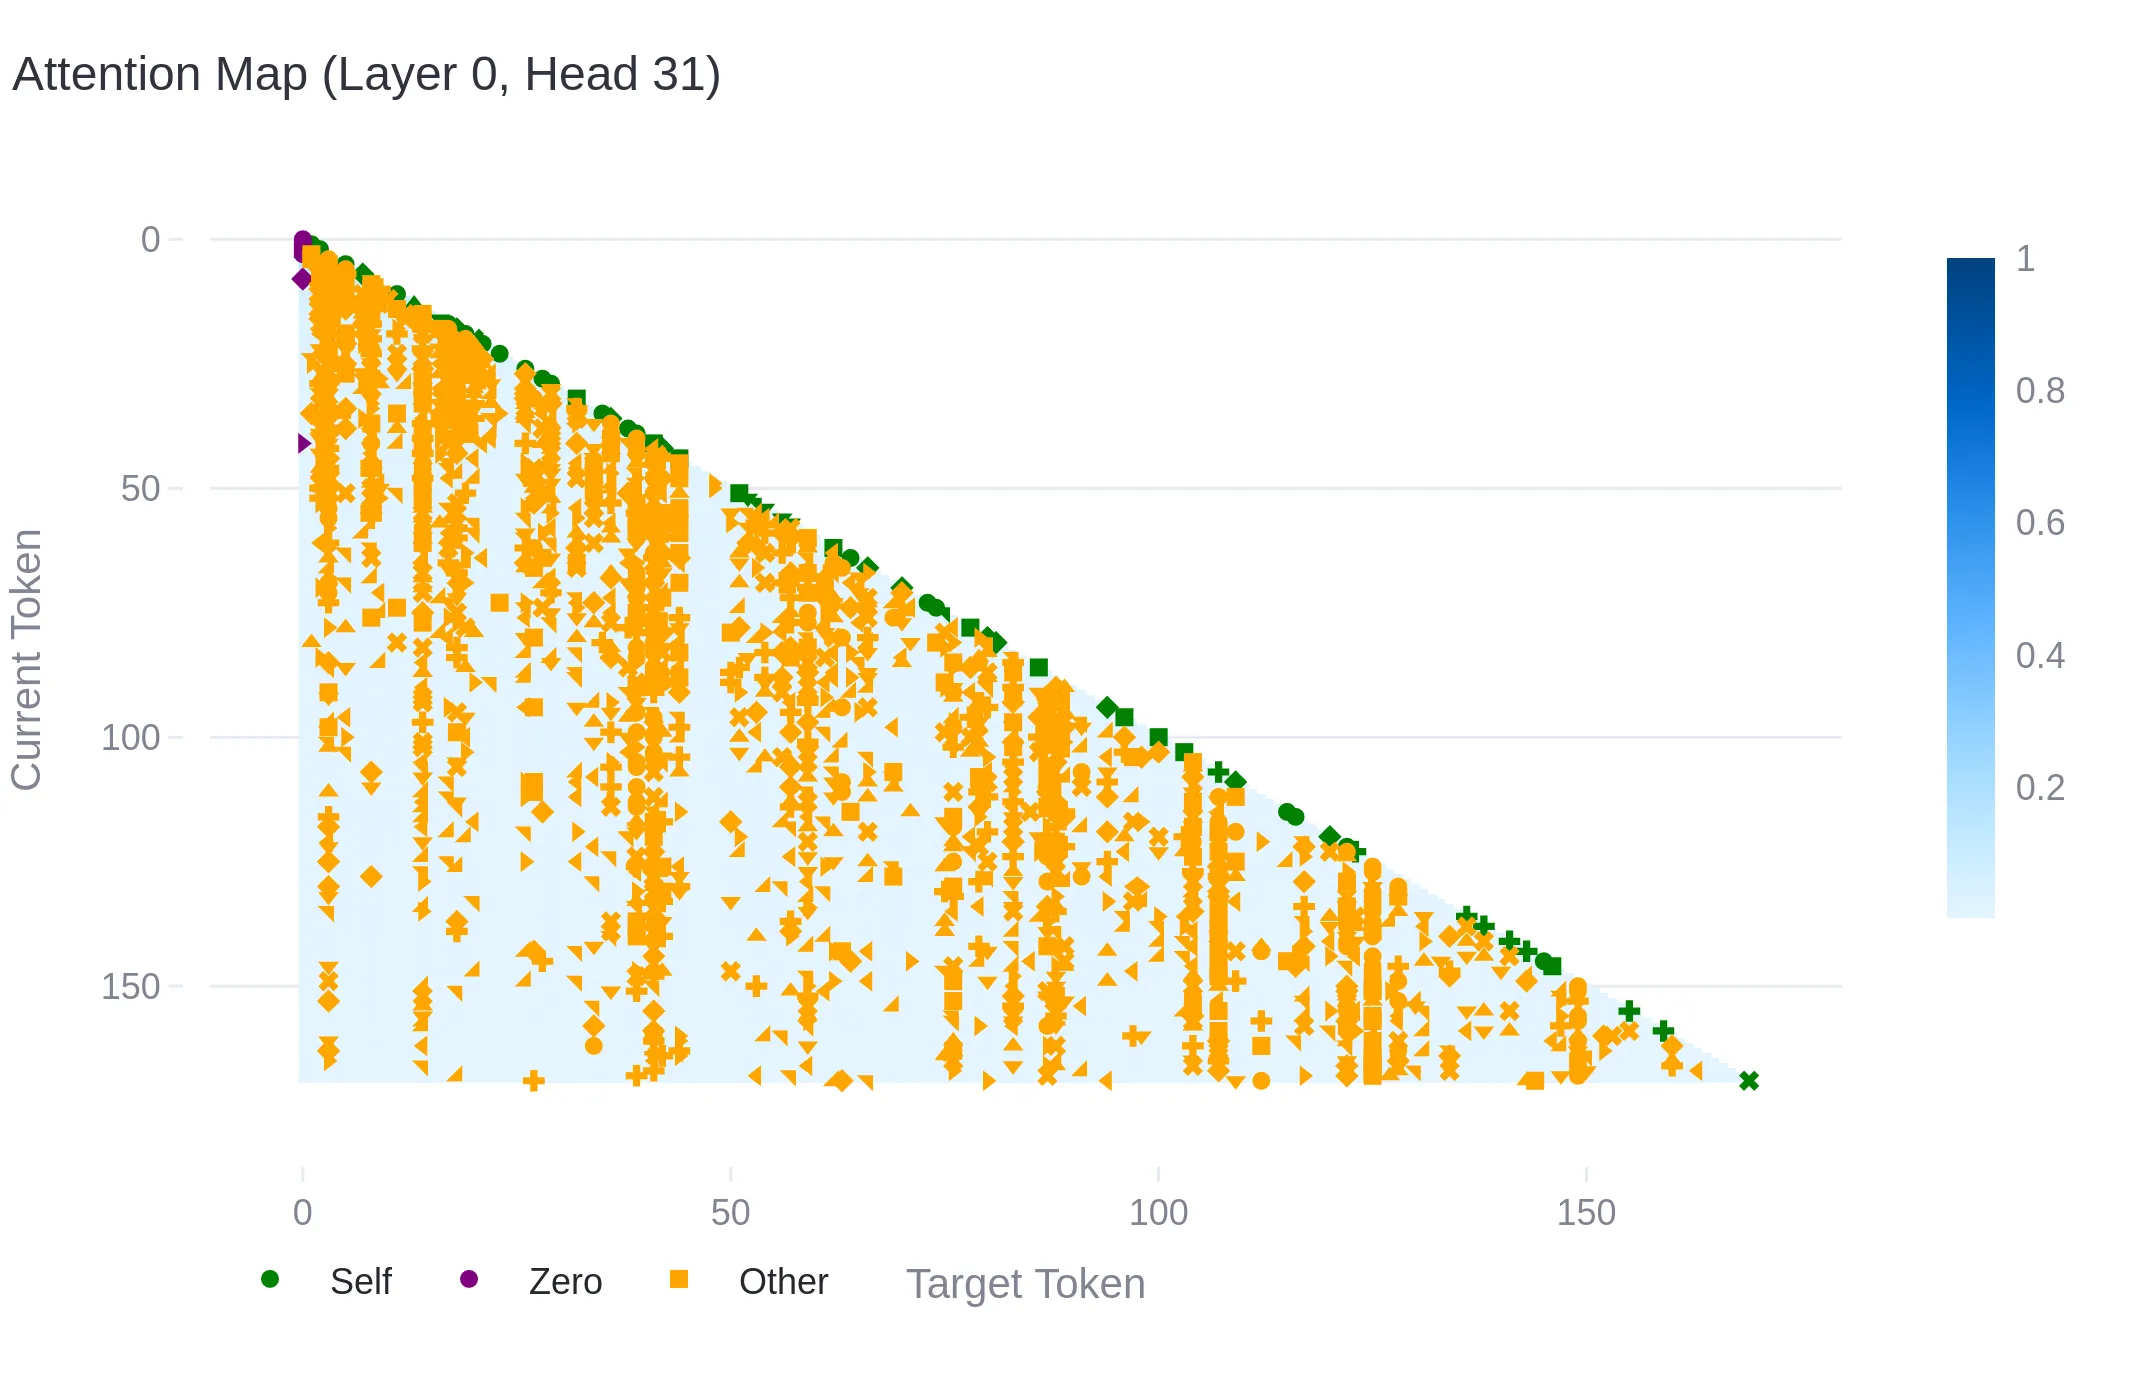 Attention Map (Layer 0, Head 31)
0
50
100
150
Current Token
1
0.8
0.6
0.4
0.2
0 50 100 150
Self Zero Other Target Token